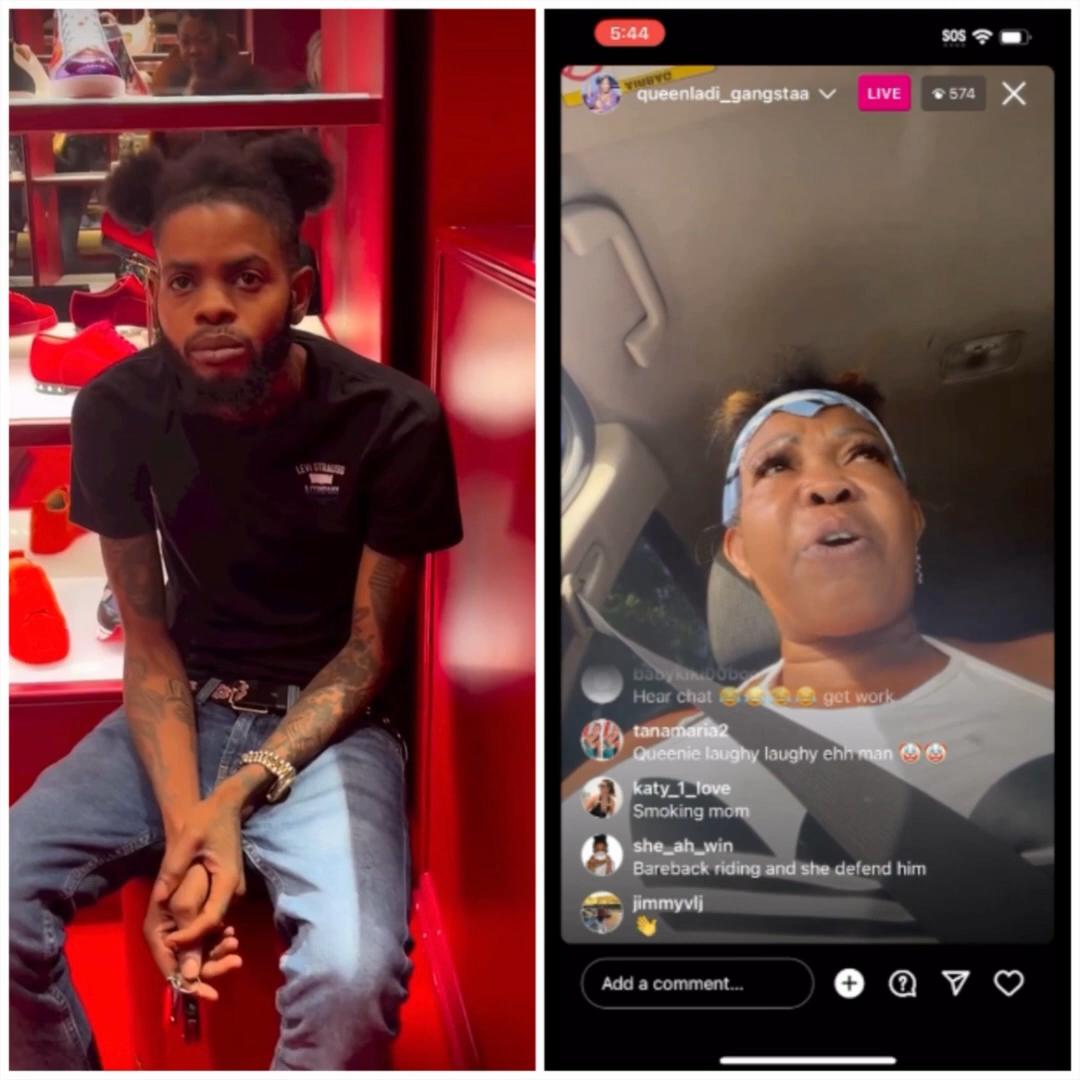 LEVI STRAUSS
& COMPANY
5:44
SOS
queenladi_gangstaa
LIVE
574
Hear chat 😂😂😂😂 get work
tanamaria2
Queenie laughy laughy ehh man 🤡🤡
katy_1_love
Smoking mom
she_ah_win
Bareback riding and she defend him
jimmyvlj
👋
Add a comment...